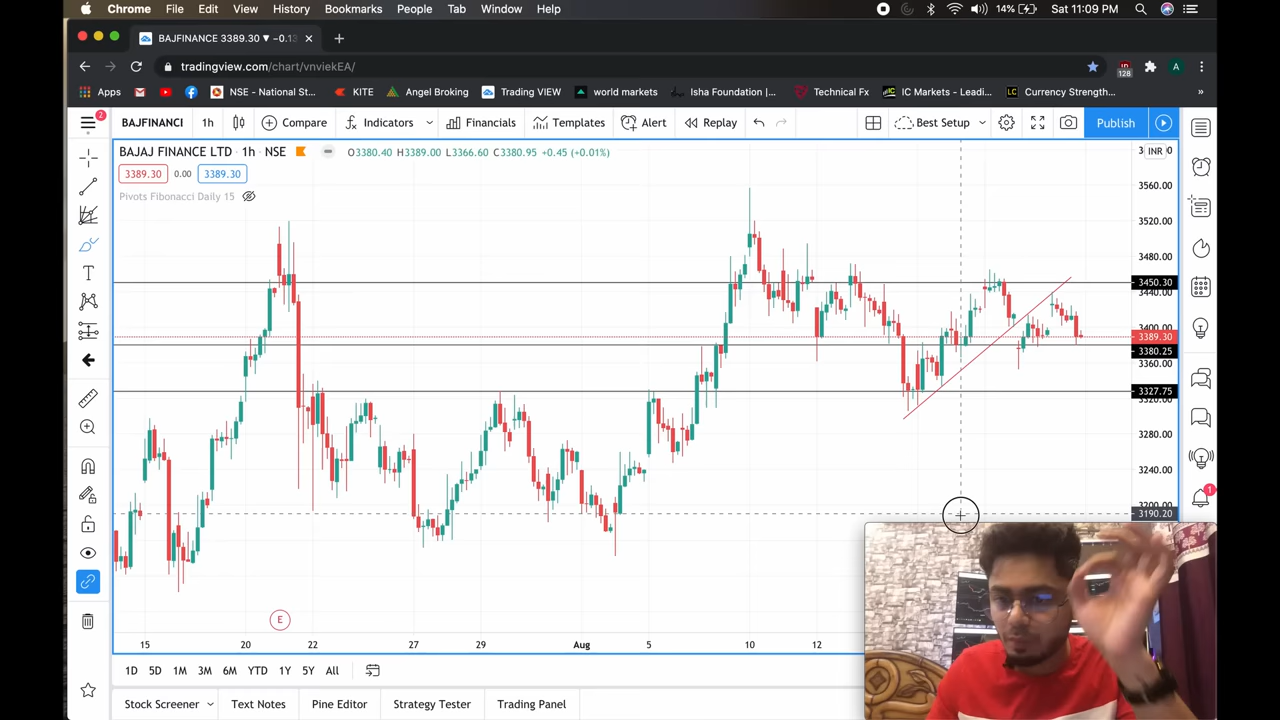 Chrome File Edit View History Bookmarks People Tab Window Help 14% Sat 11:09 PM
BAJFINANCE 3389.30 ▼ −0.13
tradingview.com/chart/vnviekEA/
128 A
Apps NSE - National St... KITE Angel Broking Trading VIEW world markets Isha Foundation |... Technical Fx IC Markets - Leadi... Currency Strength... »
2 BAJFINANCI 1h Compare Indicators Financials Templates Alert Replay Best Setup Publish
BAJAJ FINANCE LTD 1h · NSE O3380.40 H3389.00 L3366.60 C3380.95 +0.45 (+0.01%) INR
3389.30 0.00 3389.30
Pivots Fibonacci Daily 15
3560.00
3520.00
3480.00
3450.30
3440.00
3400.00
3389.30
3380.25
3360.00
3327.75
3320.00
3280.00
3240.00
3190.20
1
E
15 20 22 27 29 Aug 5 10 12
1D 5D 1M 3M 6M YTD 1Y 5Y All
Stock Screener Text Notes Pine Editor Strategy Tester Trading Panel